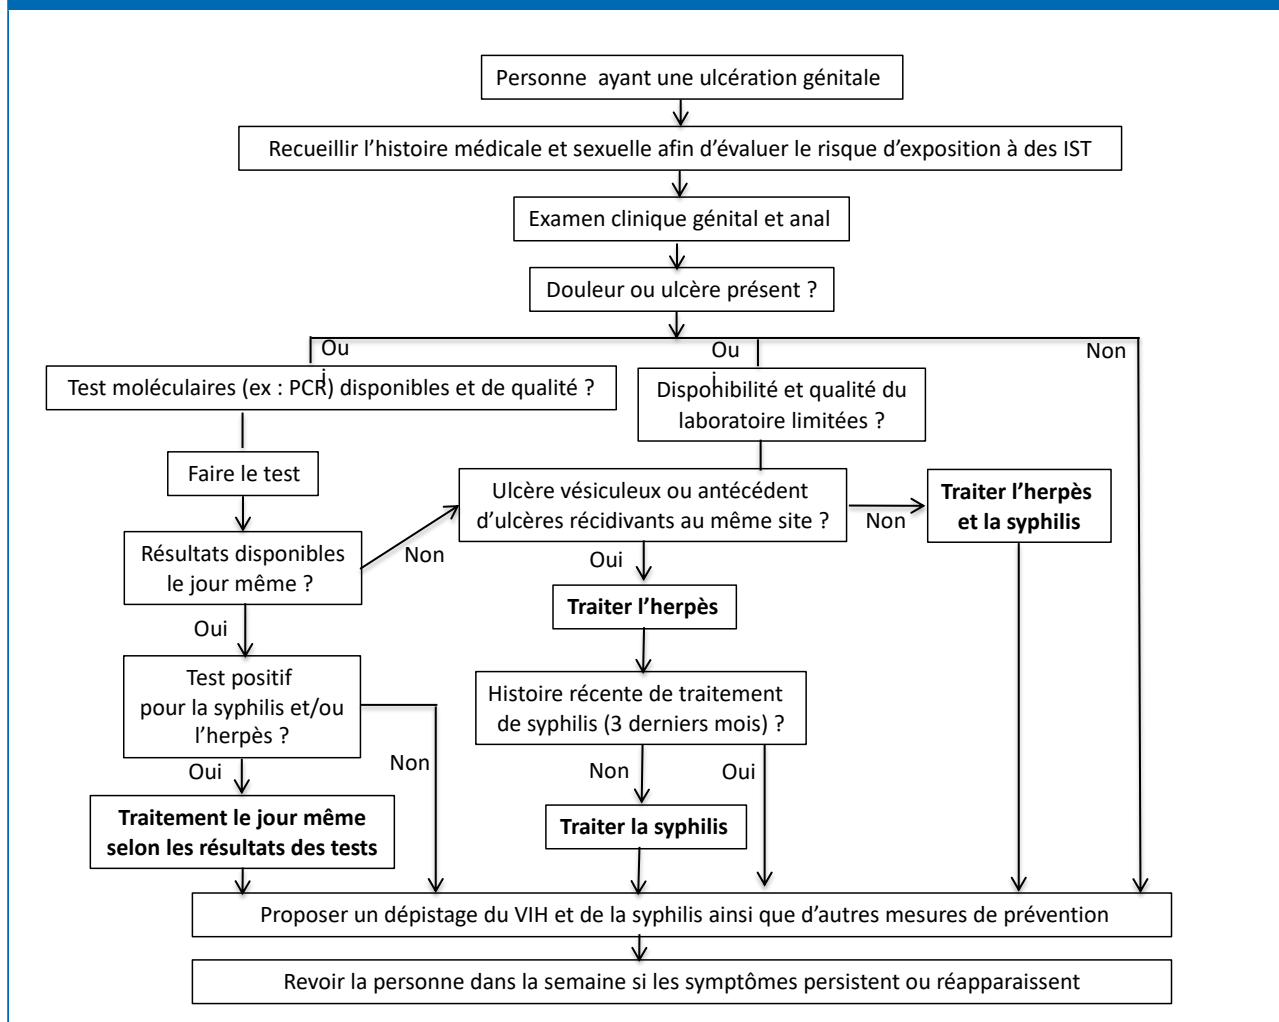 Personne ayant une ulcération génitale
Recueillir l’histoire médicale et sexuelle afin d’évaluer le risque d’exposition à des IST
Examen clinique génital et anal
Douleur ou ulcère présent ?
Oui
Oui
Non
Test moléculaires (ex : PCR) disponibles et de qualité ?
Disponibilité et qualité du
laboratoire limitées ?
Faire le test
Ulcère vésiculeux ou antécédent
d’ulcères récidivants au même site ?
Non
Traiter l’herpès
et la syphilis
Résultats disponibles
le jour même ?
Non
Oui
Traiter l’herpès
Oui
Test positif
pour la syphilis et/ou
l’herpès ?
Histoire récente de traitement
de syphilis (3 derniers mois) ?
Oui
Non
Non
Oui
Traitement le jour même
selon les résultats des tests
Traiter la syphilis
Proposer un dépistage du VIH et de la syphilis ainsi que d’autres mesures de prévention
Revoir la personne dans la semaine si les symptômes persistent ou réapparaissent